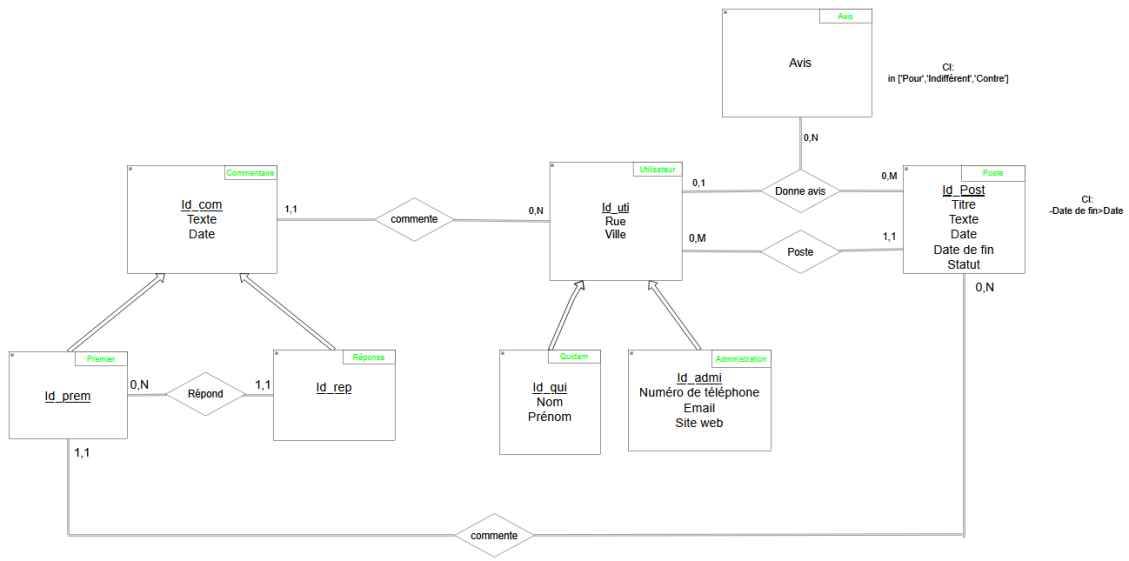 Avis
Avis
CI:
in ['Pour','Indifférent','Contre']
0,N
Commentaire
Id_com
Texte
Date
1,1
commente
0,N
Utilisateur
Id_uti
Rue
Ville
0,1
Donne avis
0,M
0,M
Poste
1,1
Poste
Id_Post
Titre
Texte
Date
Date de fin
Statut
CI:
-Date de fin>Date
0,N
Premier
Id_prem
0,N
Rêpond
1,1
Réponse
Id_rep
Quidam
Id_qui
Nom
Prénom
Administration
Id_admi
Numéro de téléphone
Email
Site web
1,1
commente